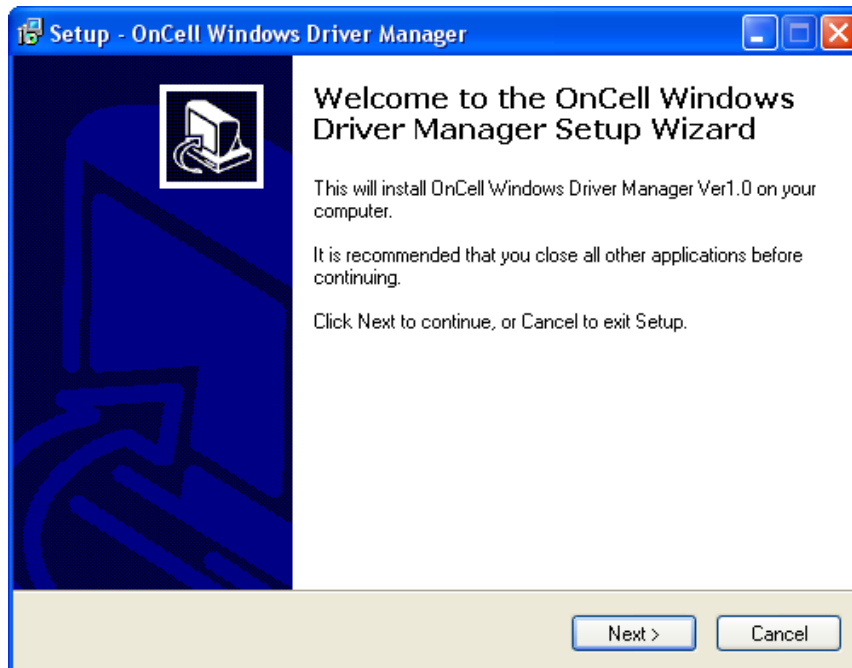 Setup - OnCell Windows Driver Manager
Welcome to the OnCell Windows
Driver Manager Setup Wizard
This will install OnCell Windows Driver Manager Ver1.0 on your
computer.
It is recommended that you close all other applications before
continuing.
Click Next to continue, or Cancel to exit Setup.
Next >
Cancel